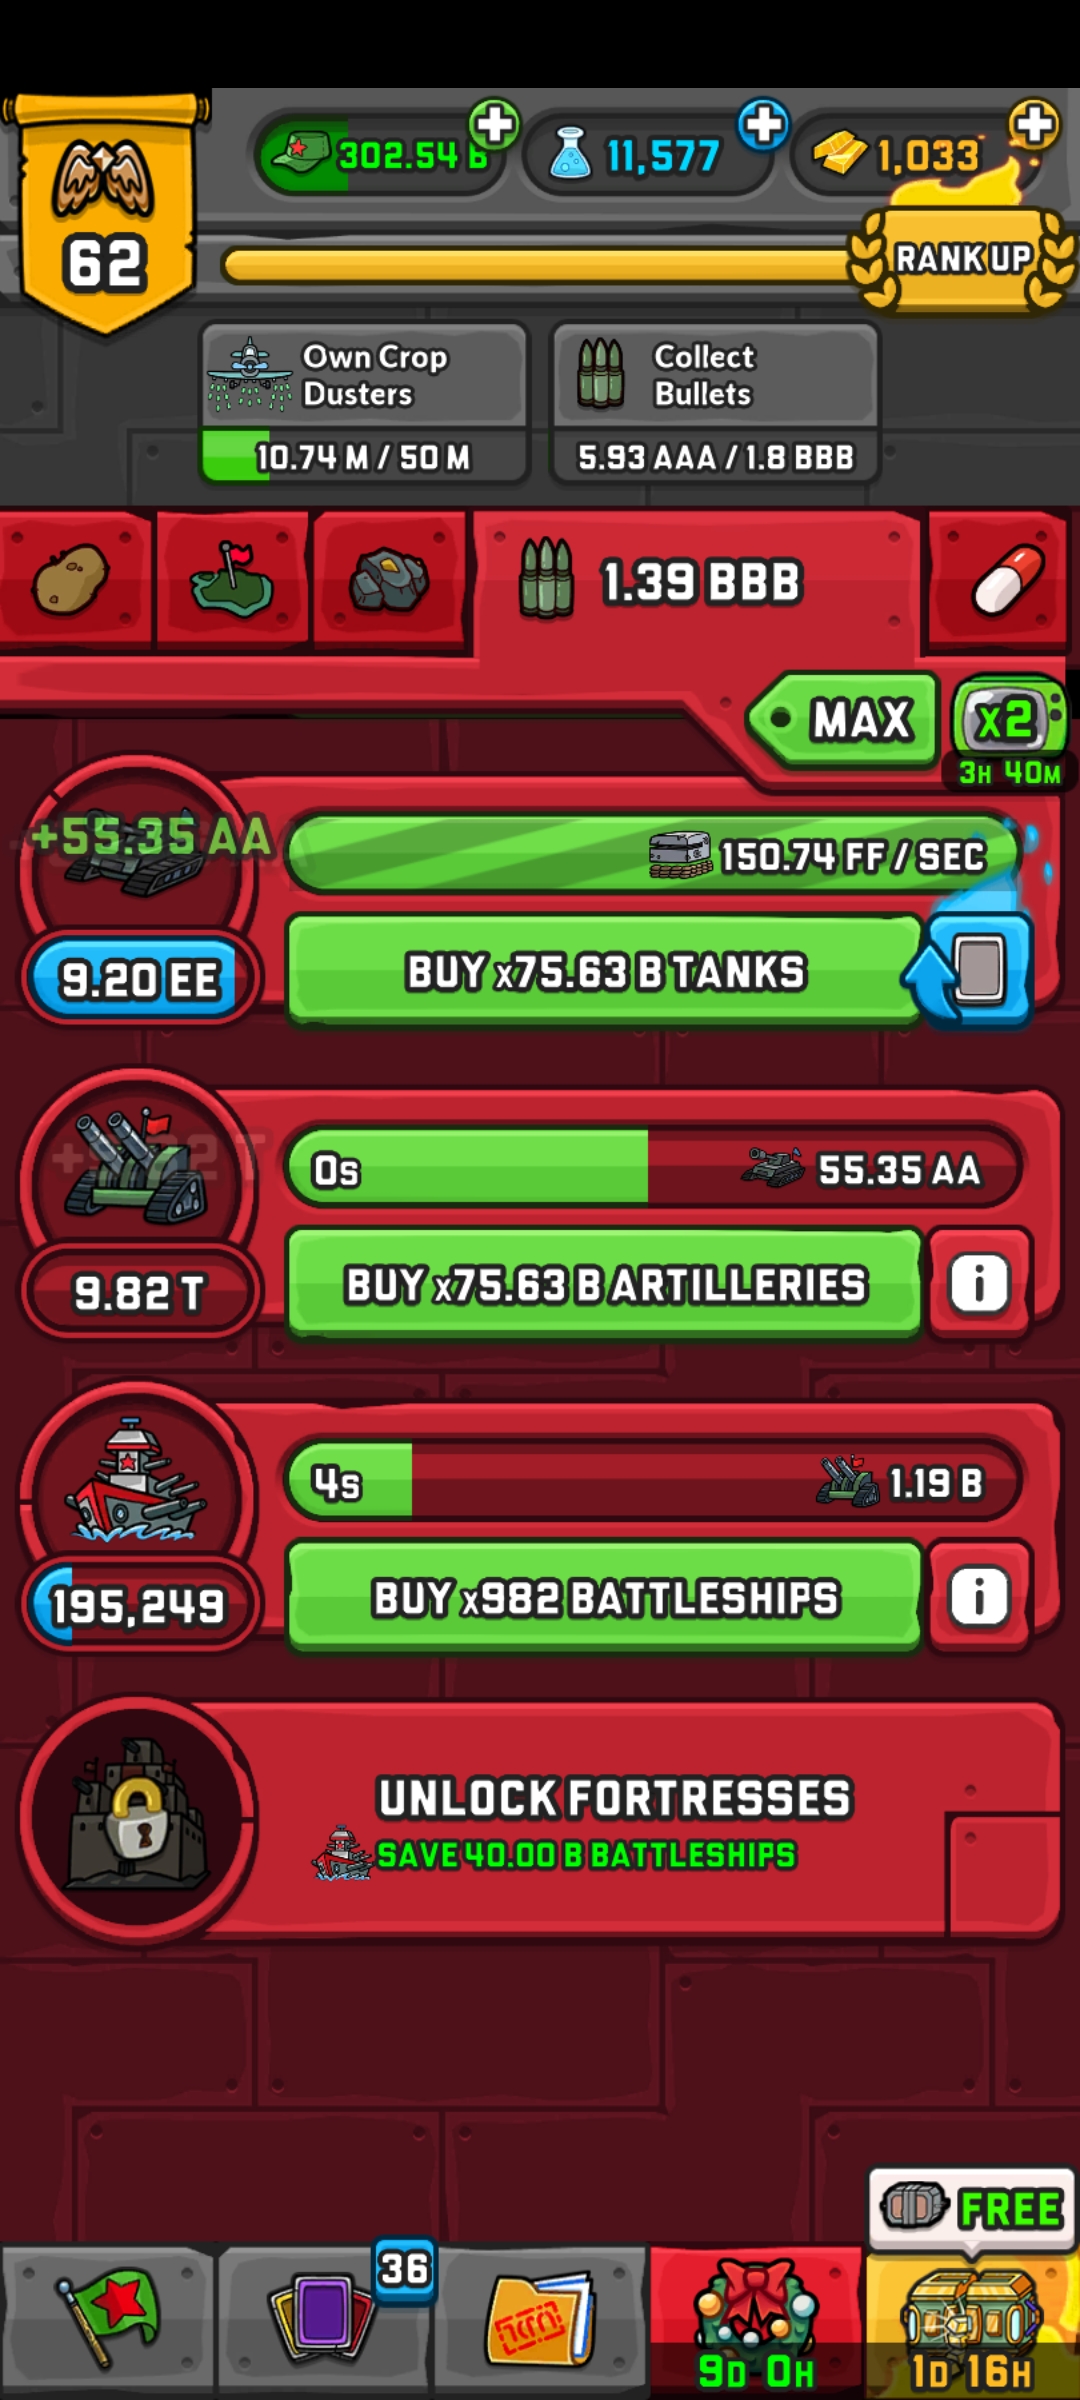 302.54 B
11,577
1,033
62
RANK UP
Own Crop
Dusters
10.74 M / 50 M
Collect
Bullets
5.93 AAA / 1.8 BBB
1.39 BBB
MAX
x2
3H 40M
+55.35 AA
150.74 FF / SEC
9.20 EE
BUY x75.63 B TANKS
0s
55.35 AA
9.82 T
BUY x75.63 B ARTILLERIES
i
4s
1.19 B
195,249
BUY x982 BATTLESHIPS
i
UNLOCK FORTRESSES
SAVE 40.00 B BATTLESHIPS
FREE
36
9D 0H
1D 16H